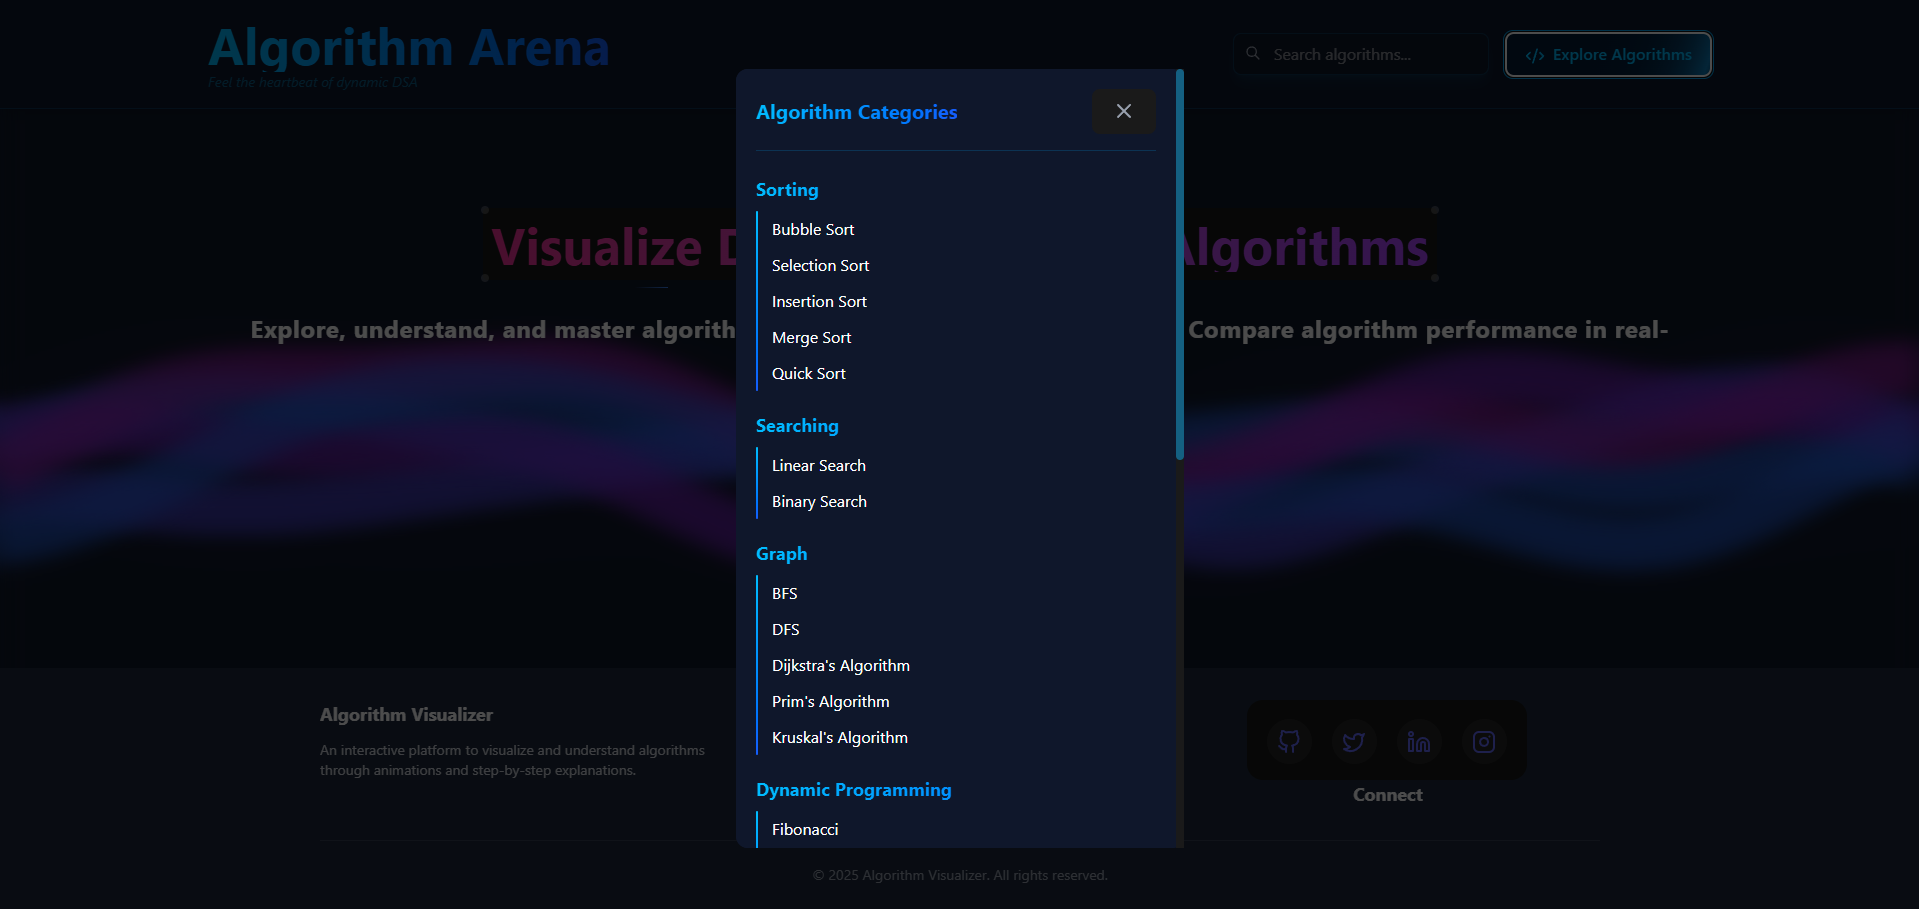 Algorithm Arena
Feel the heartbeat of dynamic DSA
Search algorithms...
</> Explore Algorithms
Algorithm Categories
Sorting
Bubble Sort
Selection Sort
Insertion Sort
Merge Sort
Quick Sort
Searching
Linear Search
Binary Search
Graph
BFS
DFS
Dijkstra's Algorithm
Prim's Algorithm
Kruskal's Algorithm
Dynamic Programming
Fibonacci
Visualize
Algorithms
Explore, understand, and master
Compare algorithm performance in real-
Algorithm Visualizer
An interactive platform to visualize and understand algorithms
through animations and step-by-step explanations.
Connect
© 2025 Algorithm Visualizer. All rights reserved.